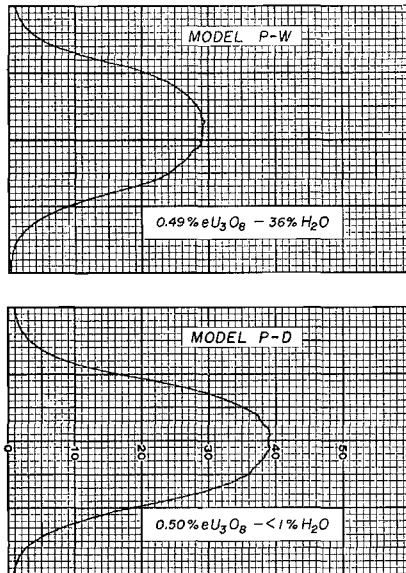 MODEL P-W
0.49% eU₃O₈ – 36% H₂O
MODEL P-D
0 10 20 30 40 50
0.50% eU₃O₈ – <1% H₂O